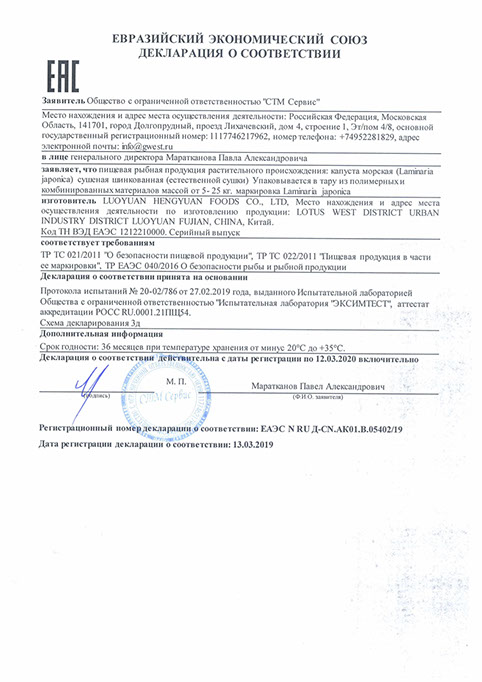 ЕВРАЗИЙСКИЙ ЭКОНОМИЧЕСКИЙ СОЮЗ
ДЕКЛАРАЦИЯ О СООТВЕТСТВИИ
ЕАС
Заявитель Общество с ограниченной ответственностью "СТМ Сервис"
Место нахождения и адрес места осуществления деятельности: Российская Федерация, Московская
Область, 141701, город Долгопрудный, проезд Лихачевский, дом 4, строение 1, Эт/пом 4/8, основной
государственный регистрационный номер: 1117746217962, номер телефона: +74952281829, адрес
электронной почты: info@gwest.ru
в лице генерального директора Маратканова Павла Александровича
заявляет, что пищевая рыбная продукция растительного происхождения: капуста морская (Laminaria
japonica) сушеная шинкованная (естественной сушки) Упаковывается в тару из полимерных и
комбинированных материалов массой от 5- 25 кг. маркировка Laminaria japonica
изготовитель LUOYUAN HENGYUAN FOODS CO., LTD, Место нахождения и адрес места
осуществления деятельности по изготовлению продукции: LOTUS WEST DISTRICT URBAN
INDUSTRY DISTRICT LUOYUAN FUJIAN, CHINA, Китай.
Код ТН ВЭД ЕАЭС 1212210000. Серийный выпуск
соответствует требованиям
ТР ТС 021/2011 "О безопасности пищевой продукции", ТР ТС 022/2011 "Пищевая продукция в части
ее маркировки", ТР ЕАЭС 040/2016 О безопасности рыбы и рыбной продукции
Декларация о соответствии принята на основании
Протокола испытаний № 20-02/786 от 27.02.2019 года, выданного Испытательной лабораторией
Общества с ограниченной ответственностью "Испытательная лаборатория "ЭКСИМТЕСТ", аттестат
аккредитации РОСС RU.0001.21ПЩ54.
Схема декларирования 3д
Дополнительная информация
Срок годности: 36 месяцев при температуре хранения от минус 20°С до +35°С.
Декларация о соответствии действительна с даты регистрации по 12.03.2020 включительно
М. П.
Маратканов Павел Александрович
(подпись)
(Ф.И.О. заявителя)
СТМ Сервис
Регистрационный номер декларации о соответствии: ЕАЭС N RU Д-CN.АК01.В.05402/19
Дата регистрации декларации о соответствии: 13.03.2019